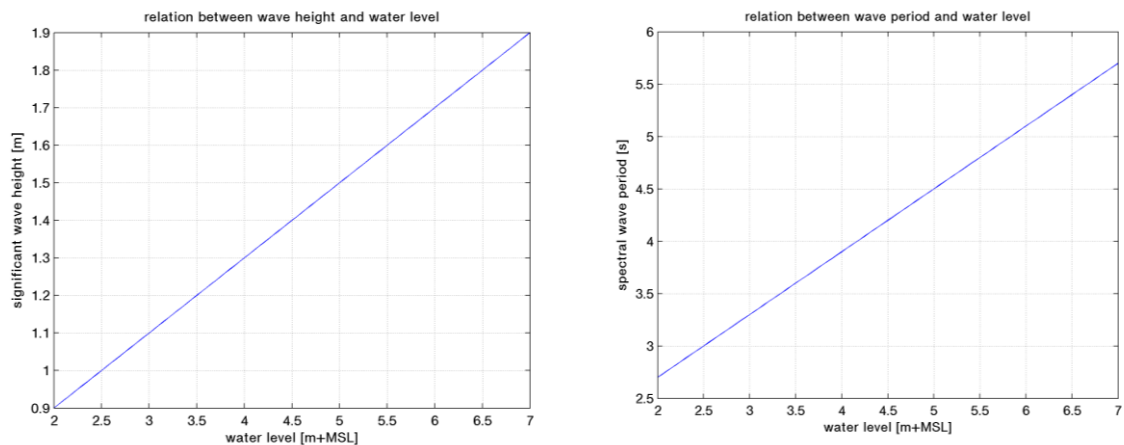 relation between wave height and water level
1.9
1.8
1.7
1.6
1.5
1.4
1.3
1.2
1.1
1
0.9
significant wave height [m]
2 2.5 3 3.5 4 4.5 5 5.5 6 6.5 7
water level [m+MSL]
relation between wave period and water level
6
5.5
5
4.5
4
3.5
3
2.5
spectral wave period [s]
2 2.5 3 3.5 4 4.5 5 5.5 6 6.5 7
water level [m+MSL]